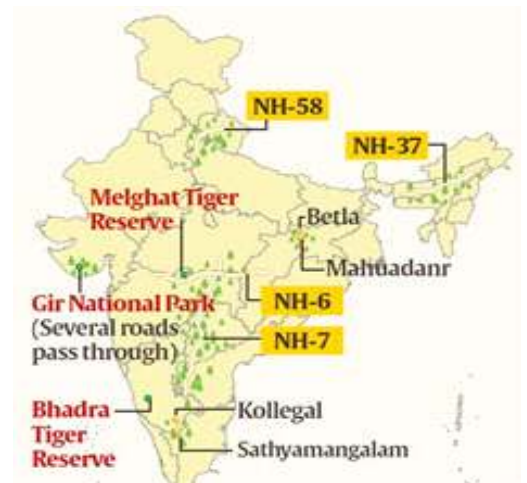 NH-58
NH-37
Melghat Tiger
Reserve
Betla
Mahuadanr
Gir National Park
(Several roads
pass through)
NH-6
NH-7
Bhadra
Tiger
Reserve
Kollegal
Sathyamangalam